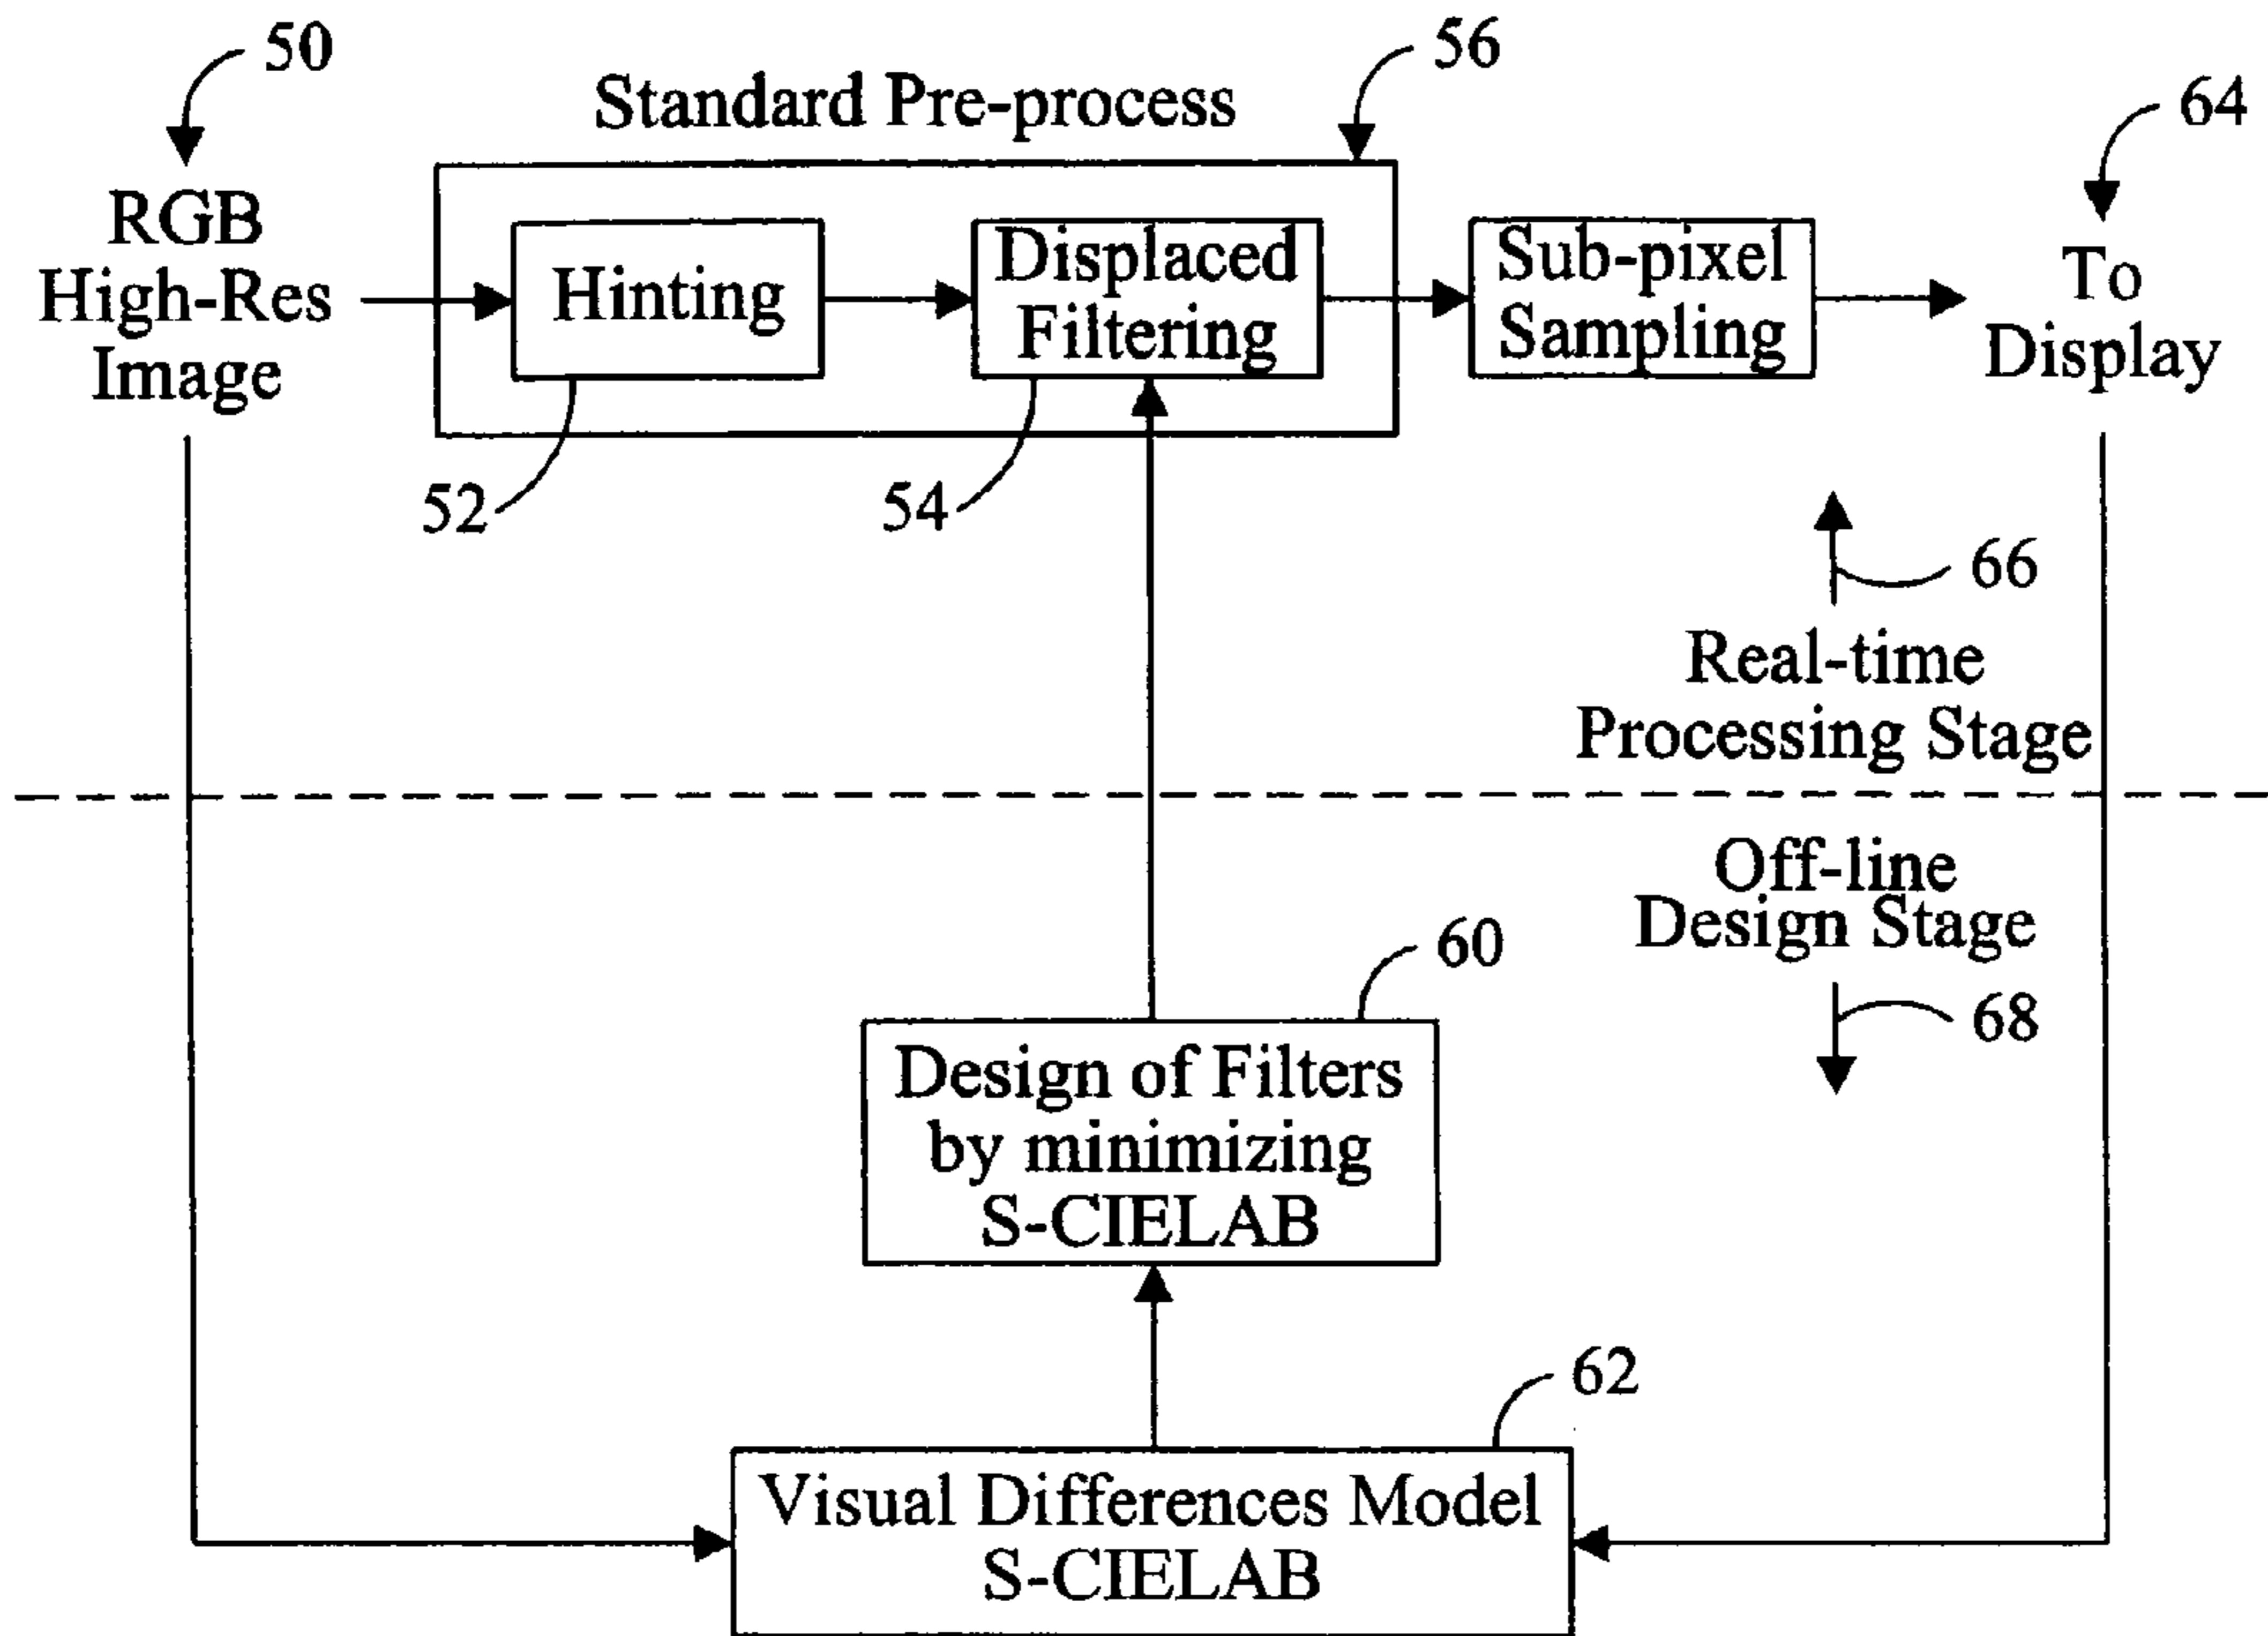 50
56
Standard Pre-process
64
RGB
High-Res
Image
Hinting
Displaced
Filtering
Sub-pixel
Sampling
To
Display
52
54
66
Real-time
Processing Stage
Off-line
Design Stage
60
68
Design of Filters
by minimizing
S-CIELAB
62
Visual Differences Model
S-CIELAB